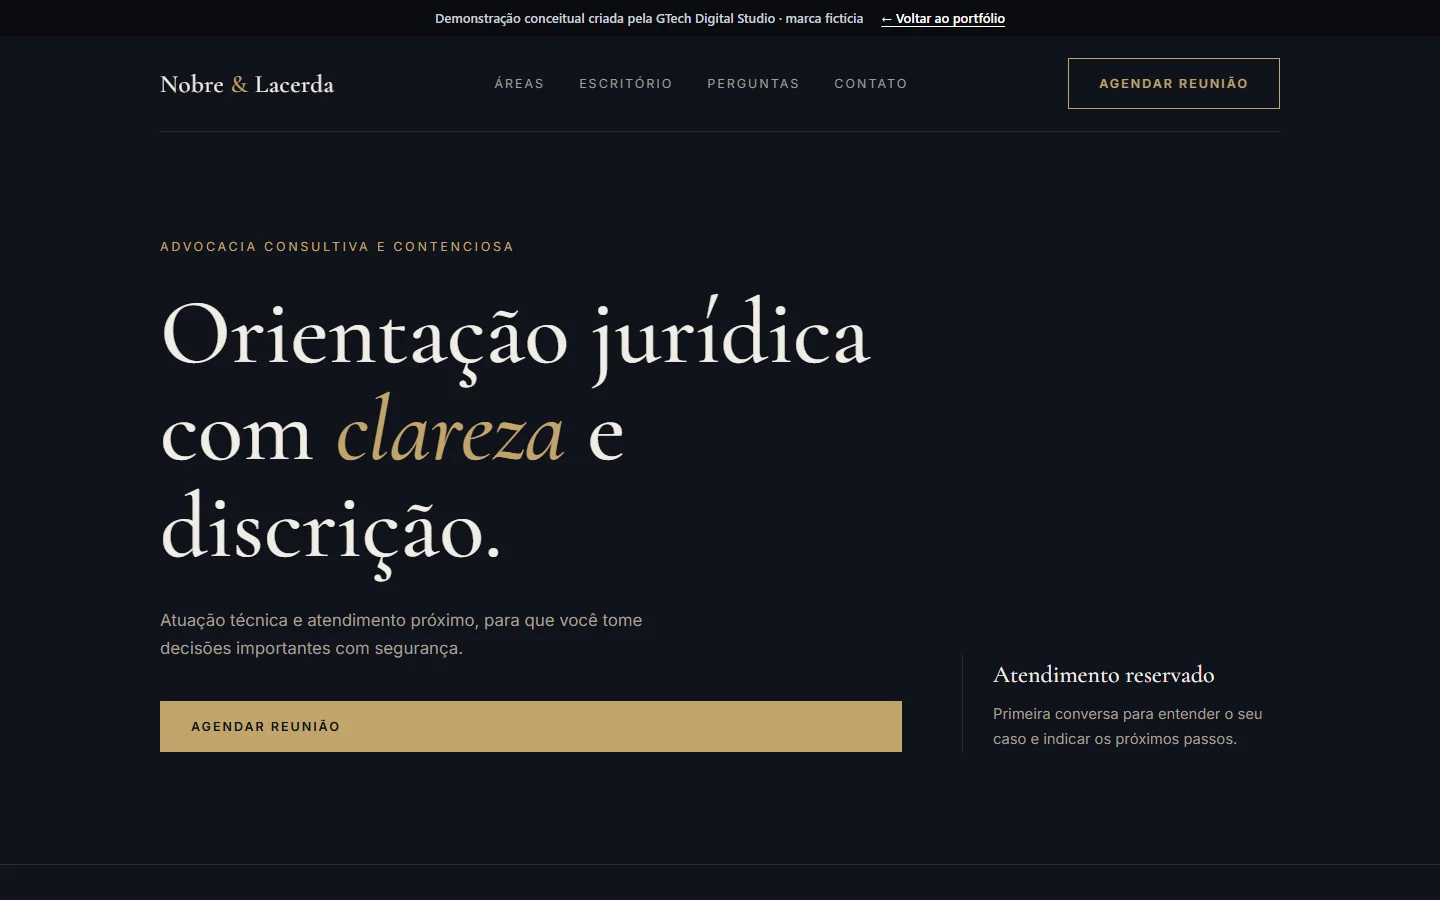 Demonstração conceitual criada pela GTech Digital Studio · marca fictícia ← Voltar ao portfólio
Nobre & Lacerda ÁREAS ESCRITÓRIO PERGUNTAS CONTATO AGENDAR REUNIÃO
ADVOCACIA CONSULTIVA E CONTENCIOSA
Orientação jurídica
com clareza e
discrição.
Atuação técnica e atendimento próximo, para que você tome
decisões importantes com segurança.
AGENDAR REUNIÃO
Atendimento reservado
Primeira conversa para entender o seu
caso e indicar os próximos passos.